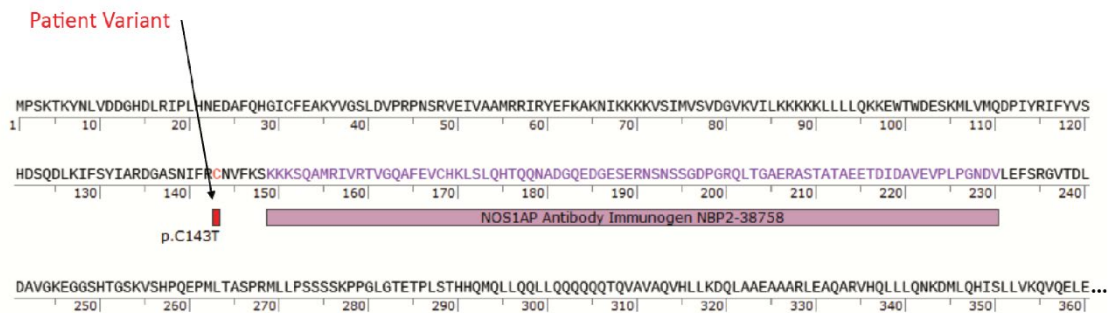 Patient Variant
MPSKTKYNLVDDGHDLRIPLHNEDAFQHGICFEAKYVGSLDVPRPNSRVEIVAAMRRIRYEFKAKNIKKKKVSIMVSVDGVKVILKKKKKLLLLQKKEWTWDESKMLVMQDPIYRIFYVS
1 10 20 30 40 50 60 70 80 90 100 110 120
HDSQDLKIFSYIARDGASNIFRCNVFKSKKKSQAMRIVRTVGQAFEVCHKLSLQHTQQNADGQEDGESERNSNSSGDPGRQLTGAERASTATAEETDIDAVEVPLPGNDVLEFSRGVTDL
130 140 150 160 170 180 190 200 210 220 230 240
NOS1AP Antibody Immunogen NBP2-38758
p.C143T
DAVGKEGGSHTGSKVSHPQEPMLTASPRMLLPSSSSKPPGLGTETPLSTHHQMQLLQQLLQQQQQQTQVAVAQVHLLKDQLAAEAAARLEAQARVHQLLLQNKDMLQHISLLVKQVQELE...
250 260 270 280 290 300 310 320 330 340 350 360